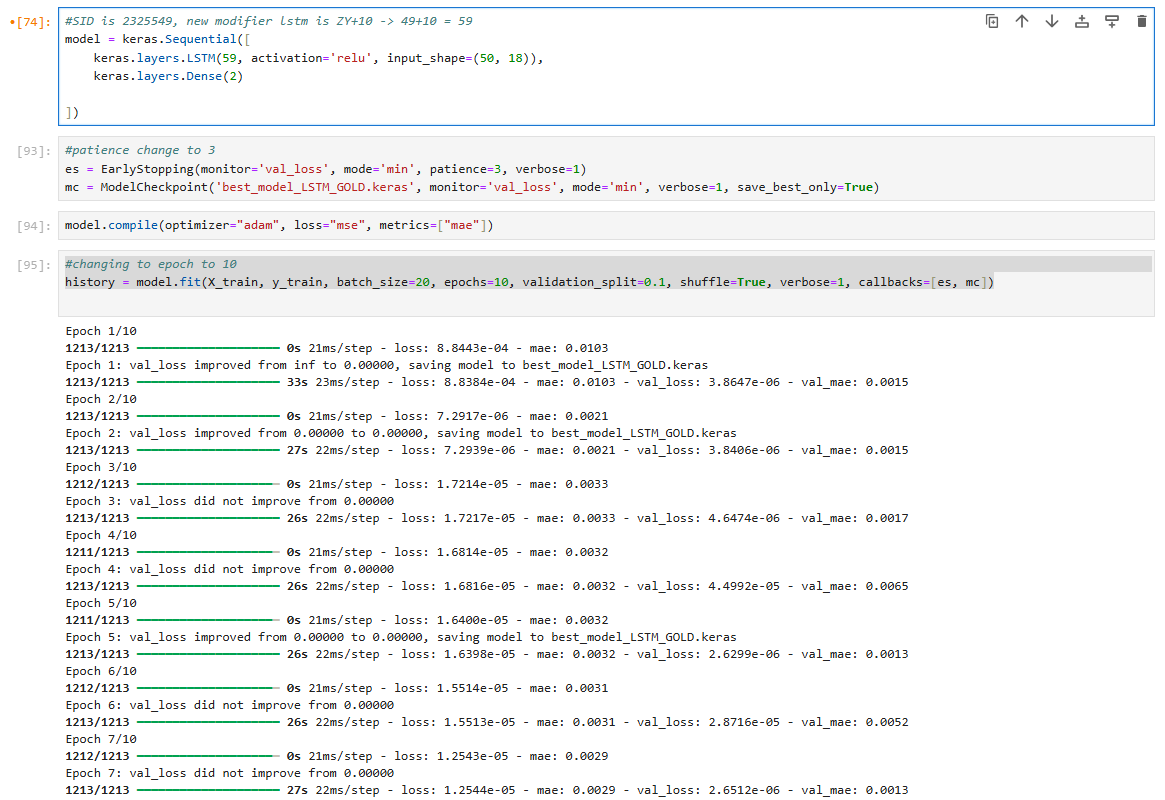 [74]: #SID is 2325549, new modifier lstm is ZY+10 -> 49+10 = 59
model = keras.Sequential([
    keras.layers.LSTM(59, activation='relu', input_shape=(50, 18)),
    keras.layers.Dense(2)
])
[93]: #patience change to 3
es = EarlyStopping(monitor='val_loss', mode='min', patience=3, verbose=1)
mc = ModelCheckpoint('best_model_LSTM_GOLD.keras', monitor='val_loss', mode='min', verbose=1, save_best_only=True)
[94]: model.compile(optimizer="adam", loss="mse", metrics=["mae"])
[95]: #changing to epoch to 10
history = model.fit(X_train, y_train, batch_size=20, epochs=10, validation_split=0.1, shuffle=True, verbose=1, callbacks=[es, mc])
Epoch 1/10
1213/1213 0s 21ms/step - loss: 8.8443e-04 - mae: 0.0103
Epoch 1: val_loss improved from inf to 0.00000, saving model to best_model_LSTM_GOLD.keras
1213/1213 33s 23ms/step - loss: 8.8384e-04 - mae: 0.0103 - val_loss: 3.8647e-06 - val_mae: 0.0015
Epoch 2/10
1213/1213 0s 21ms/step - loss: 7.2917e-06 - mae: 0.0021
Epoch 2: val_loss improved from 0.00000 to 0.00000, saving model to best_model_LSTM_GOLD.keras
1213/1213 27s 22ms/step - loss: 7.2939e-06 - mae: 0.0021 - val_loss: 3.8406e-06 - val_mae: 0.0015
Epoch 3/10
1212/1213 0s 21ms/step - loss: 1.7214e-05 - mae: 0.0033
Epoch 3: val_loss did not improve from 0.00000
1213/1213 26s 22ms/step - loss: 1.7217e-05 - mae: 0.0033 - val_loss: 4.6474e-06 - val_mae: 0.0017
Epoch 4/10
1211/1213 0s 21ms/step - loss: 1.6814e-05 - mae: 0.0032
Epoch 4: val_loss did not improve from 0.00000
1213/1213 26s 22ms/step - loss: 1.6816e-05 - mae: 0.0032 - val_loss: 4.4992e-05 - val_mae: 0.0065
Epoch 5/10
1211/1213 0s 21ms/step - loss: 1.6400e-05 - mae: 0.0032
Epoch 5: val_loss improved from 0.00000 to 0.00000, saving model to best_model_LSTM_GOLD.keras
1213/1213 26s 22ms/step - loss: 1.6398e-05 - mae: 0.0032 - val_loss: 2.6299e-06 - val_mae: 0.0013
Epoch 6/10
1212/1213 0s 21ms/step - loss: 1.5514e-05 - mae: 0.0031
Epoch 6: val_loss did not improve from 0.00000
1213/1213 26s 22ms/step - loss: 1.5513e-05 - mae: 0.0031 - val_loss: 2.8716e-05 - val_mae: 0.0052
Epoch 7/10
1212/1213 0s 21ms/step - loss: 1.2543e-05 - mae: 0.0029
Epoch 7: val_loss did not improve from 0.00000
1213/1213 27s 22ms/step - loss: 1.2544e-05 - mae: 0.0029 - val_loss: 2.6512e-06 - val_mae: 0.0013